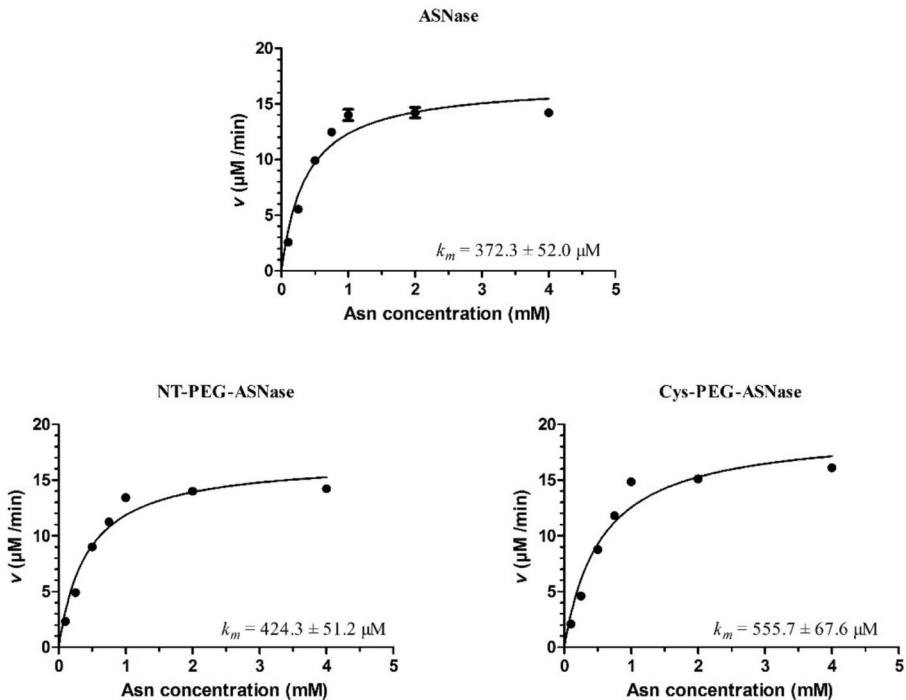 ASNase
20
15
10
5
0
v (µM /min)
k_m = 372.3 ± 52.0 µM
0 1 2 3 4 5
Asn concentration (mM)
NT-PEG-ASNase
20
15
10
5
0
v (µM /min)
k_m = 424.3 ± 51.2 µM
0 1 2 3 4 5
Asn concentration (mM)
Cys-PEG-ASNase
20
15
10
5
0
v (µM /min)
k_m = 555.7 ± 67.6 µM
0 1 2 3 4 5
Asn concentration (mM)